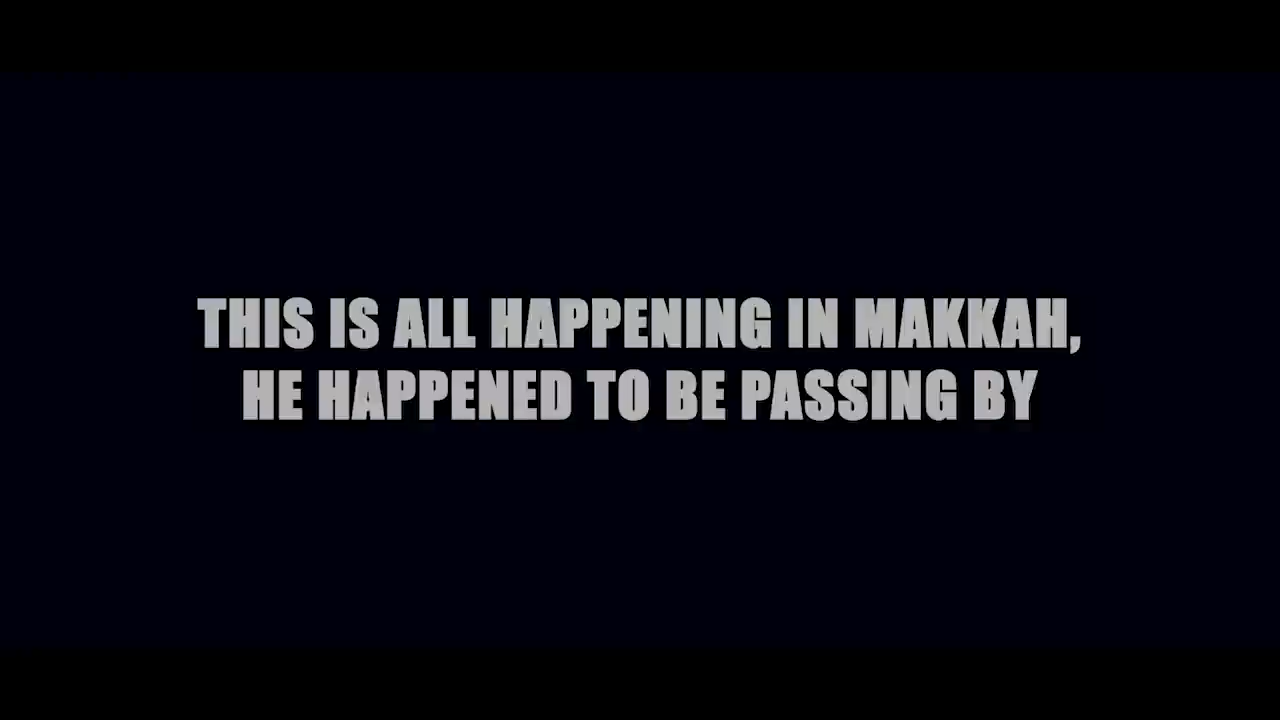 THIS IS ALL HAPPENING IN MAKKAH,
HE HAPPENED TO BE PASSING BY